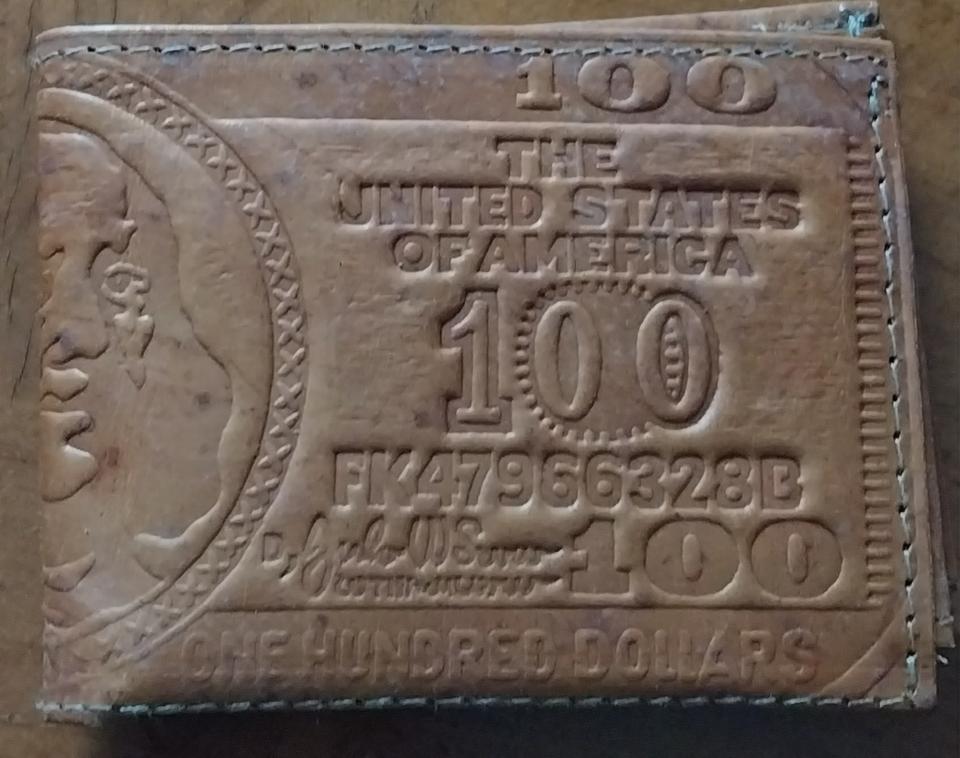 100
THE
UNITED STATES
OF AMERICA
100
FK47966328B
100
ONE HUNDRED DOLLARS